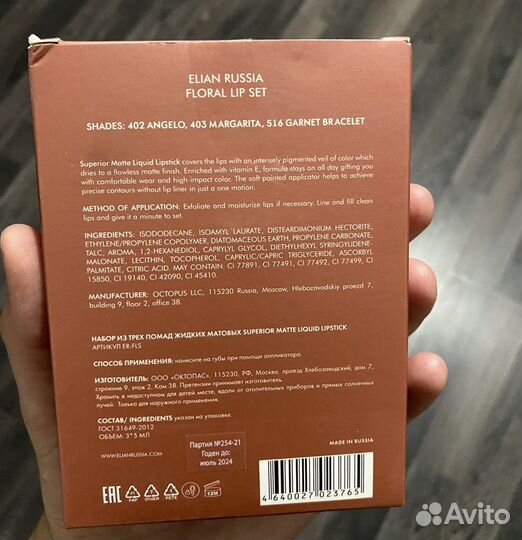 ELIAN RUSSIA
FLORAL LIP SET
SHADES: 402 ANGELO, 403 MARGARITA, 516 GARNET BRACELET
Superior Matte Liquid Lipstick covers the lips with an intensely pigmented veil of color which
dries to a flawless matte finish. Enriched with vitamin E, formula stays on all day gifting you
with comfortable wear and high-impact color. The soft pointed applicator helps to achieve
precise contours without lip liner in just a one motion.
METHOD OF APPLICATION: Exfoliate and moisturize lips if necessary. Line and fill clean
lips and give it a minute to set.
INGREDIENTS: ISODODECANE, ISOAMYL LAURATE, DISTEARDIMONIUM HECTORITE,
ETHYLENE/PROPYLENE COPOLYMER, DIATOMACEOUS EARTH, PROPYLENE CARBONATE,
TALC, AROMA, 1,2-HEXANEDIOL, CAPRYLYL GLYCOL, DIETHYLHEXYL SYRINGYLIDENE-
MALONATE, LECITHIN, TOCOPHEROL, CAPRYLIC/CAPRIC TRIGLYCERIDE, ASCORBYL
PALMITATE, CITRIC ACID. MAY CONTAIN: CI 77891, CI 77491, CI 77492, CI 77499, CI
15850, CI 19140, CI 42090, CI 45410.
MANUFACTURER: OCTOPUS LLC, 115230 Russia, Moscow, Hlebozavodskiy proezd 7,
building 9, floor 2, office 38.
НАБОР ИЗ ТРЕХ ПОМАД ЖИДКИХ МАТОВЫХ SUPERIOR MATTE LIQUID LIPSTICK
АРТИКУЛ ER-FLS
СПОСОБ ПРИМЕНЕНИЯ: нанесите на губы при помощи аппликатора.
ИЗГОТОВИТЕЛЬ: ООО «ОКТОПАС», 115230, РФ, Москва, проезд Хлебозаводский, дом 7,
строение 9, этаж 2, Ком 38. Претензии принимает изготовитель.
Хранить в недоступном для детей месте, вдали от отопительных приборов и прямых солнечных
лучей. Только для наружного применения.
СОСТАВ/ INGREDIENTS указан на упаковке.
ГОСТ 31649-2012
ОБЪЕМ: 3*5 МЛ
Партия №254-21
Годен до:
июль 2024
WWW.ELIANRUSSIA.COM
MADE IN RUSSIA
EAC
PAP
OTHER
PETG
12M
4 640027 023765
Avito